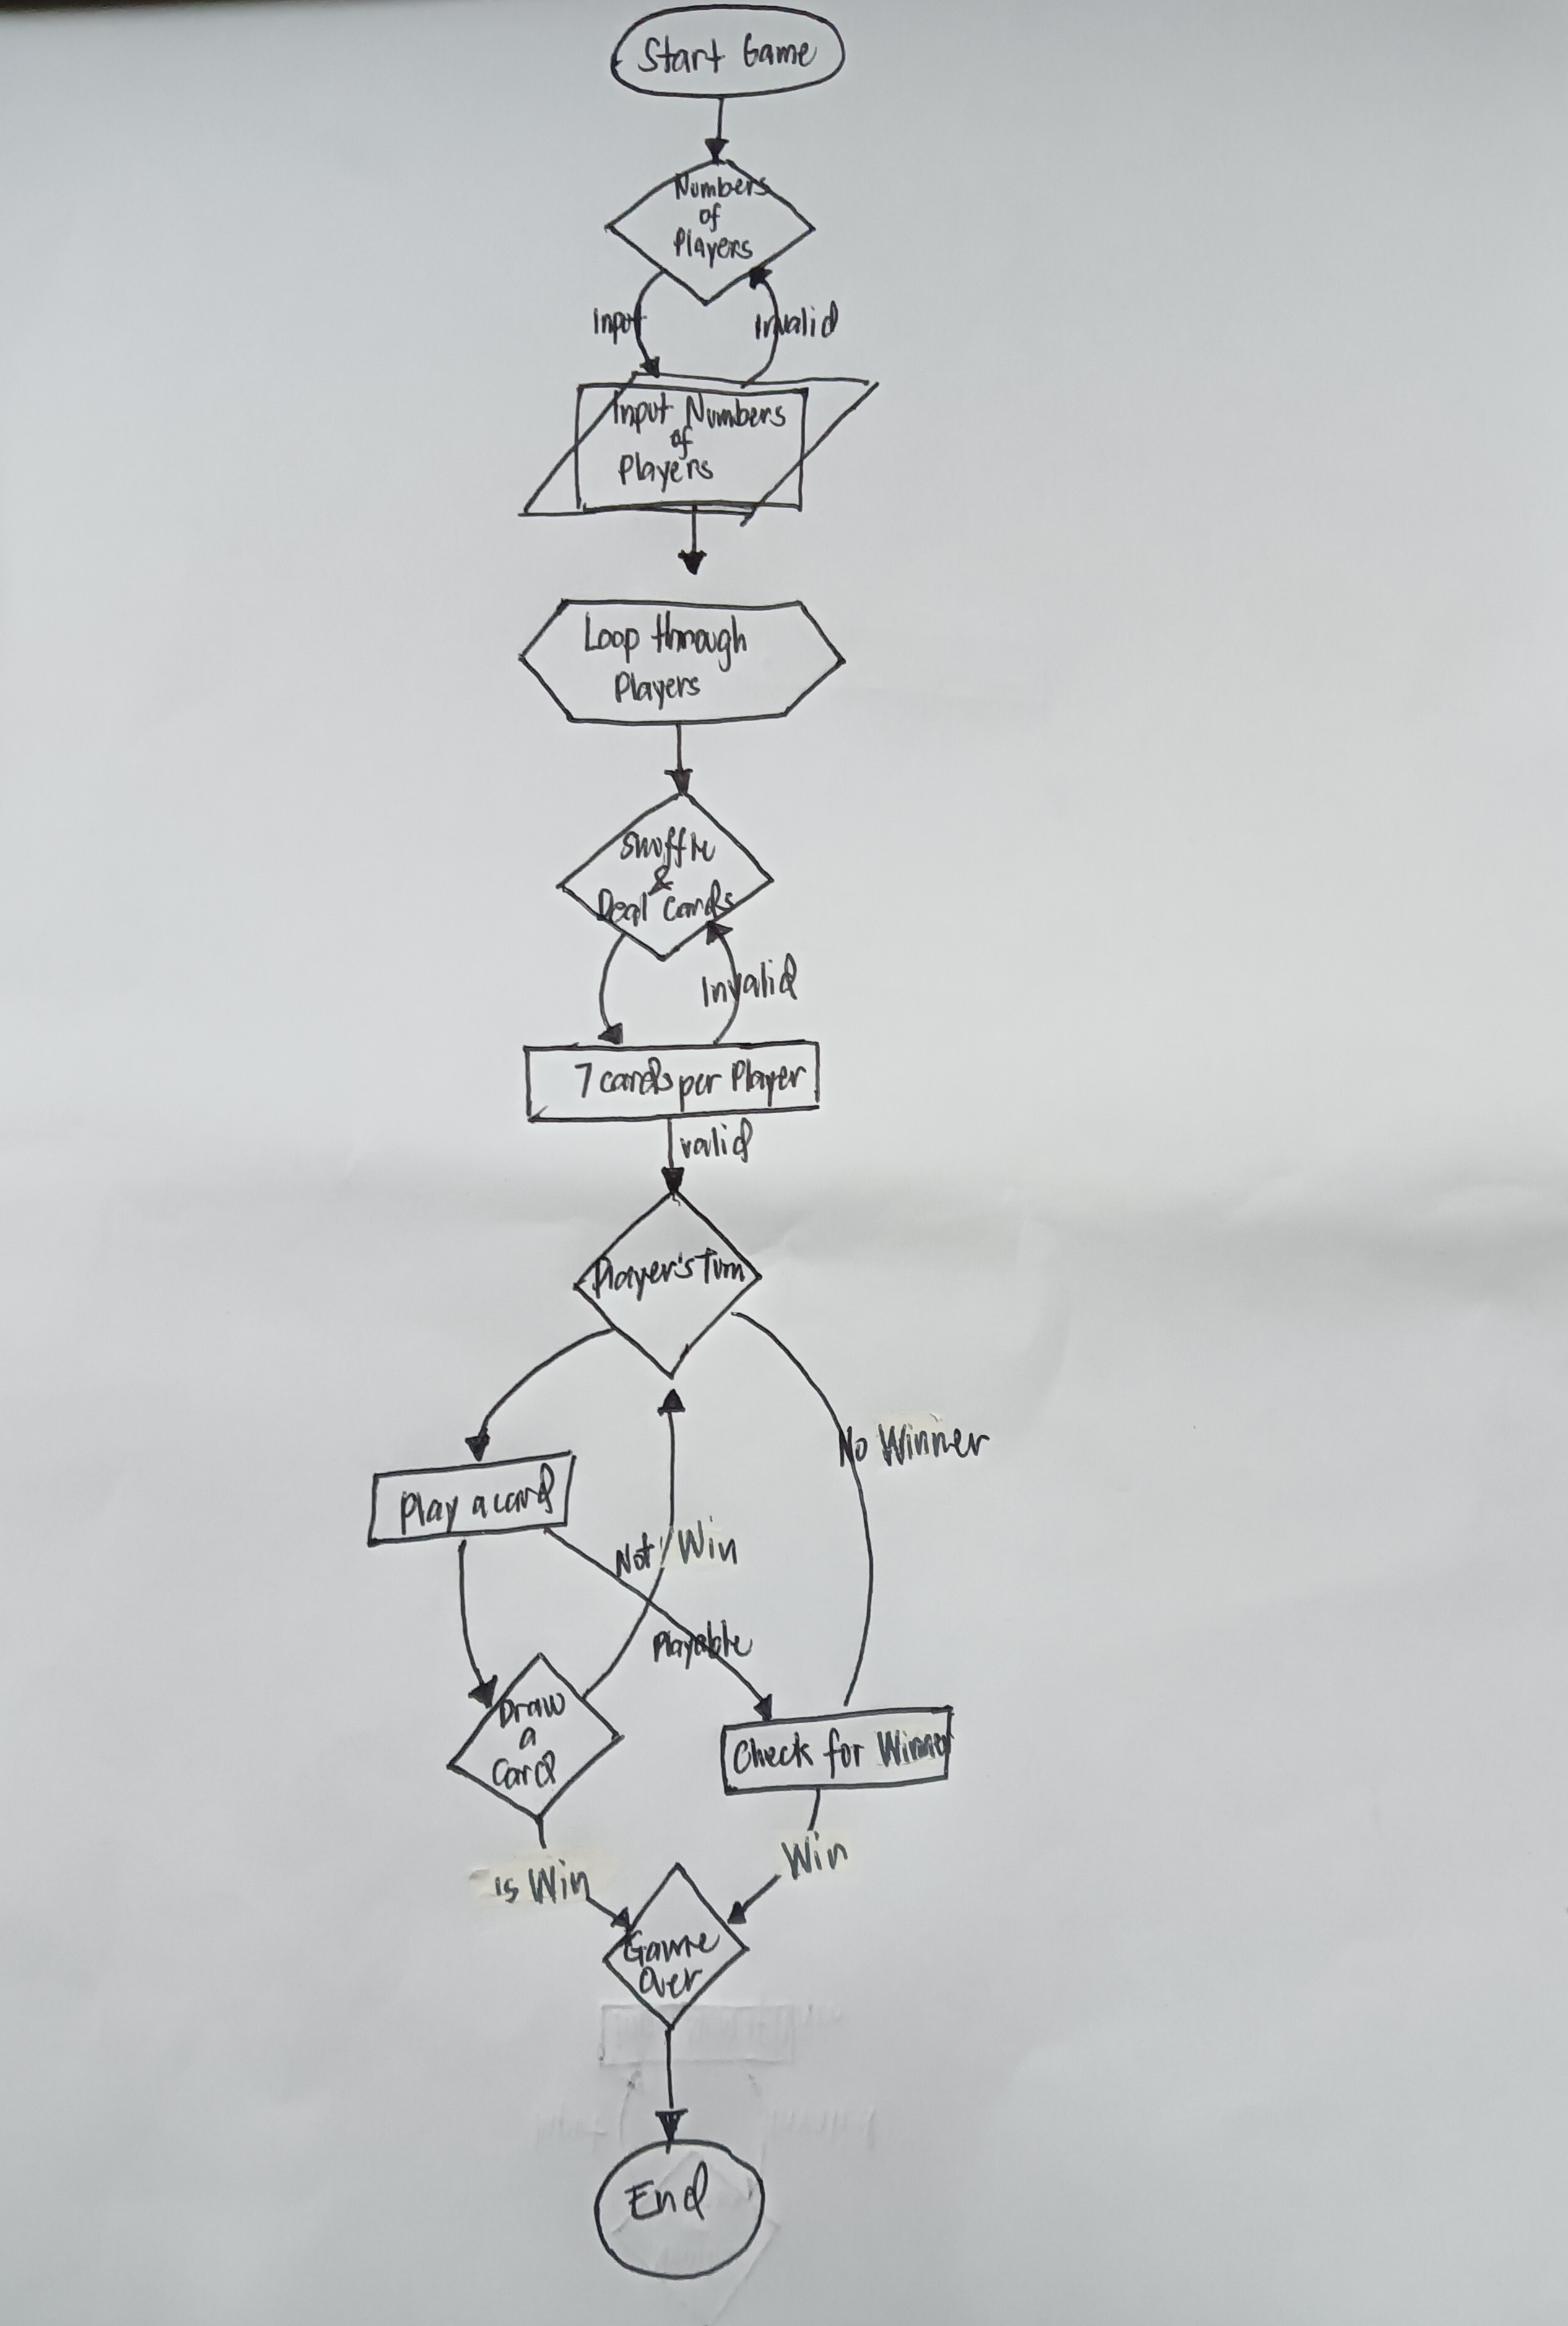 Start Game
Numbers
of
Players
Input
Invalid
Input Numbers
of
Players
Loop through
Players
Shuffle
&
Deal Cards
Invalid
7 cards per Player
valid
Player's Turn
No Winner
Play a card
Not Win
Playable
Draw
a
Card
Check for Winner
is Win
Win
Game
Over
End